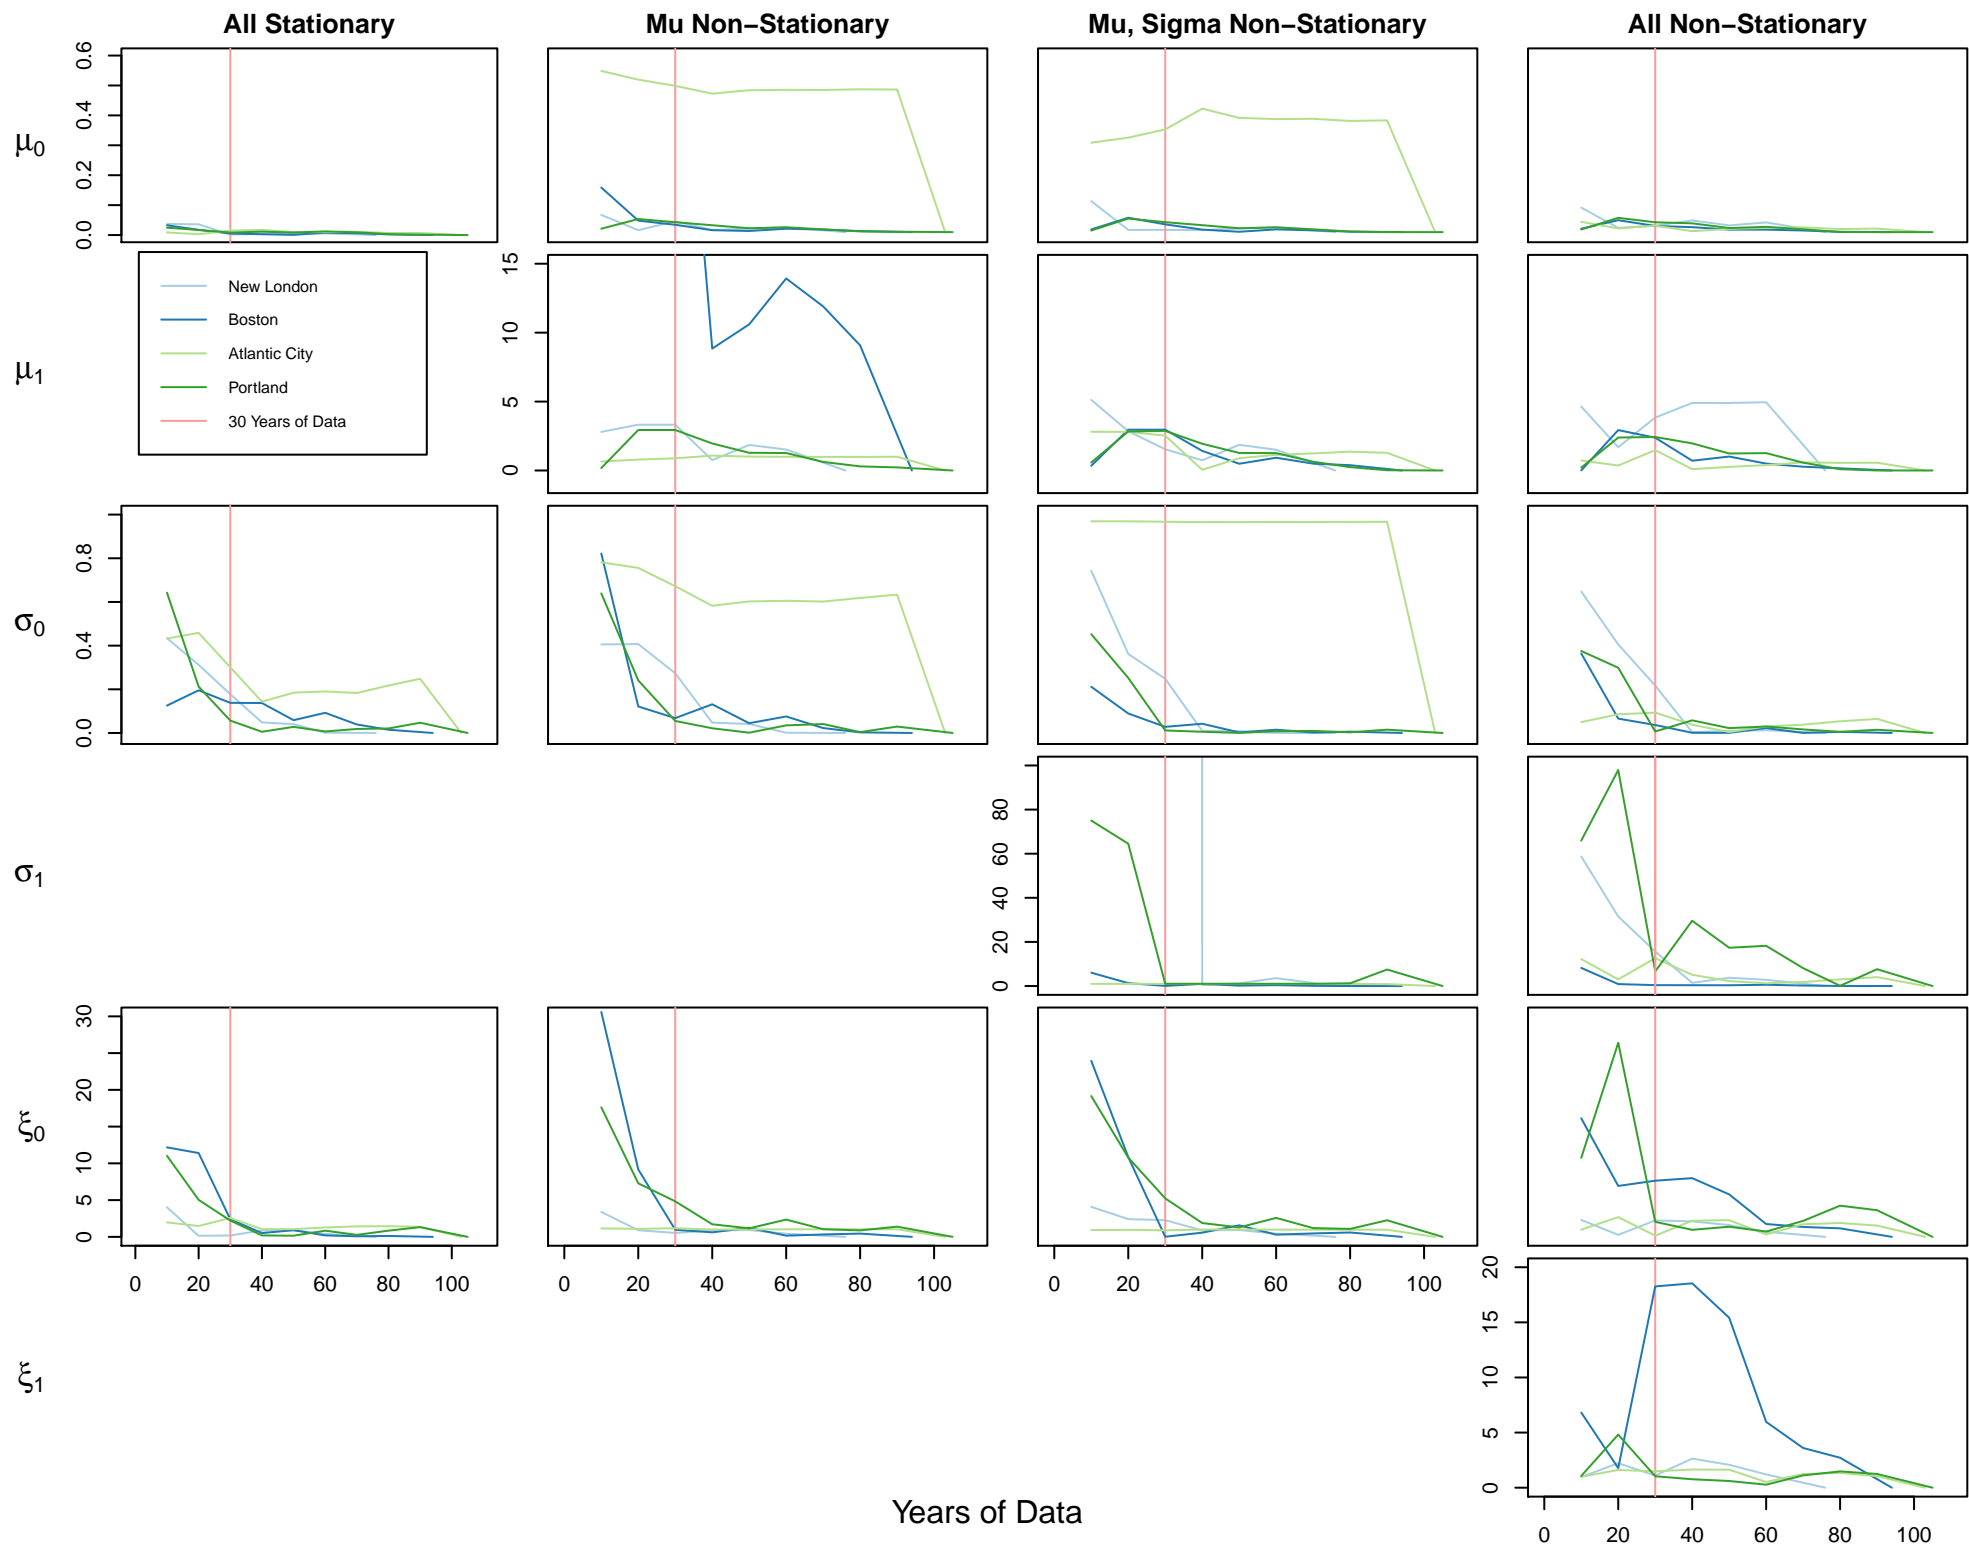 All Stationary Mu Non−Stationary Mu, Sigma Non−Stationary All Non−Stationary
μ0
0.0 0.2 0.4 0.6
New London
Boston
Atlantic City
Portland
30 Years of Data
μ1
0 5 10 15
σ0
0.0 0.4 0.8
σ1
0 20 40 60 80
ξ0
0 5 10 20 30
0 20 40 60 80 100
0 20 40 60 80 100
0 20 40 60 80 100
ξ1
0 5 10 15 20
0 20 40 60 80 100
Years of Data